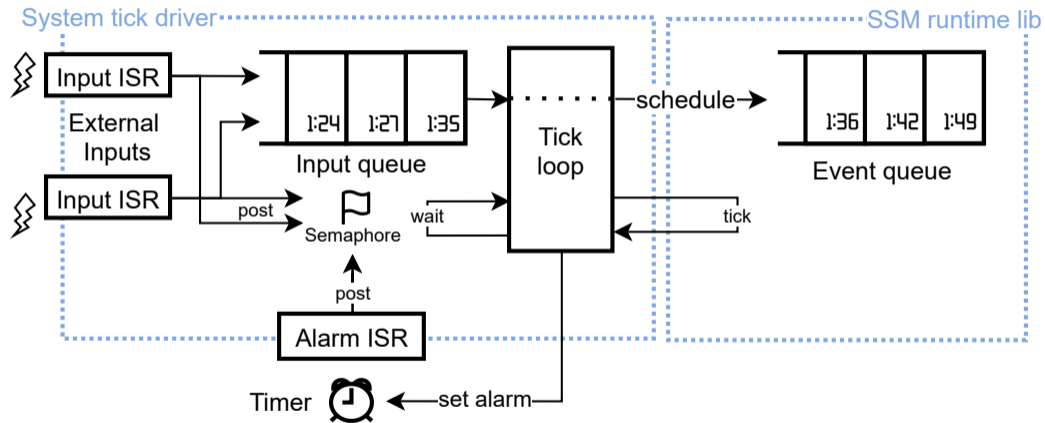 System tick driver
SSM runtime lib
Input ISR
External
Inputs
Input ISR
1:24 1:27 1:35
Input queue
post
Semaphore
wait
Tick
loop
schedule
1:36 1:42 1:49
Event queue
tick
post
Alarm ISR
Timer
set alarm